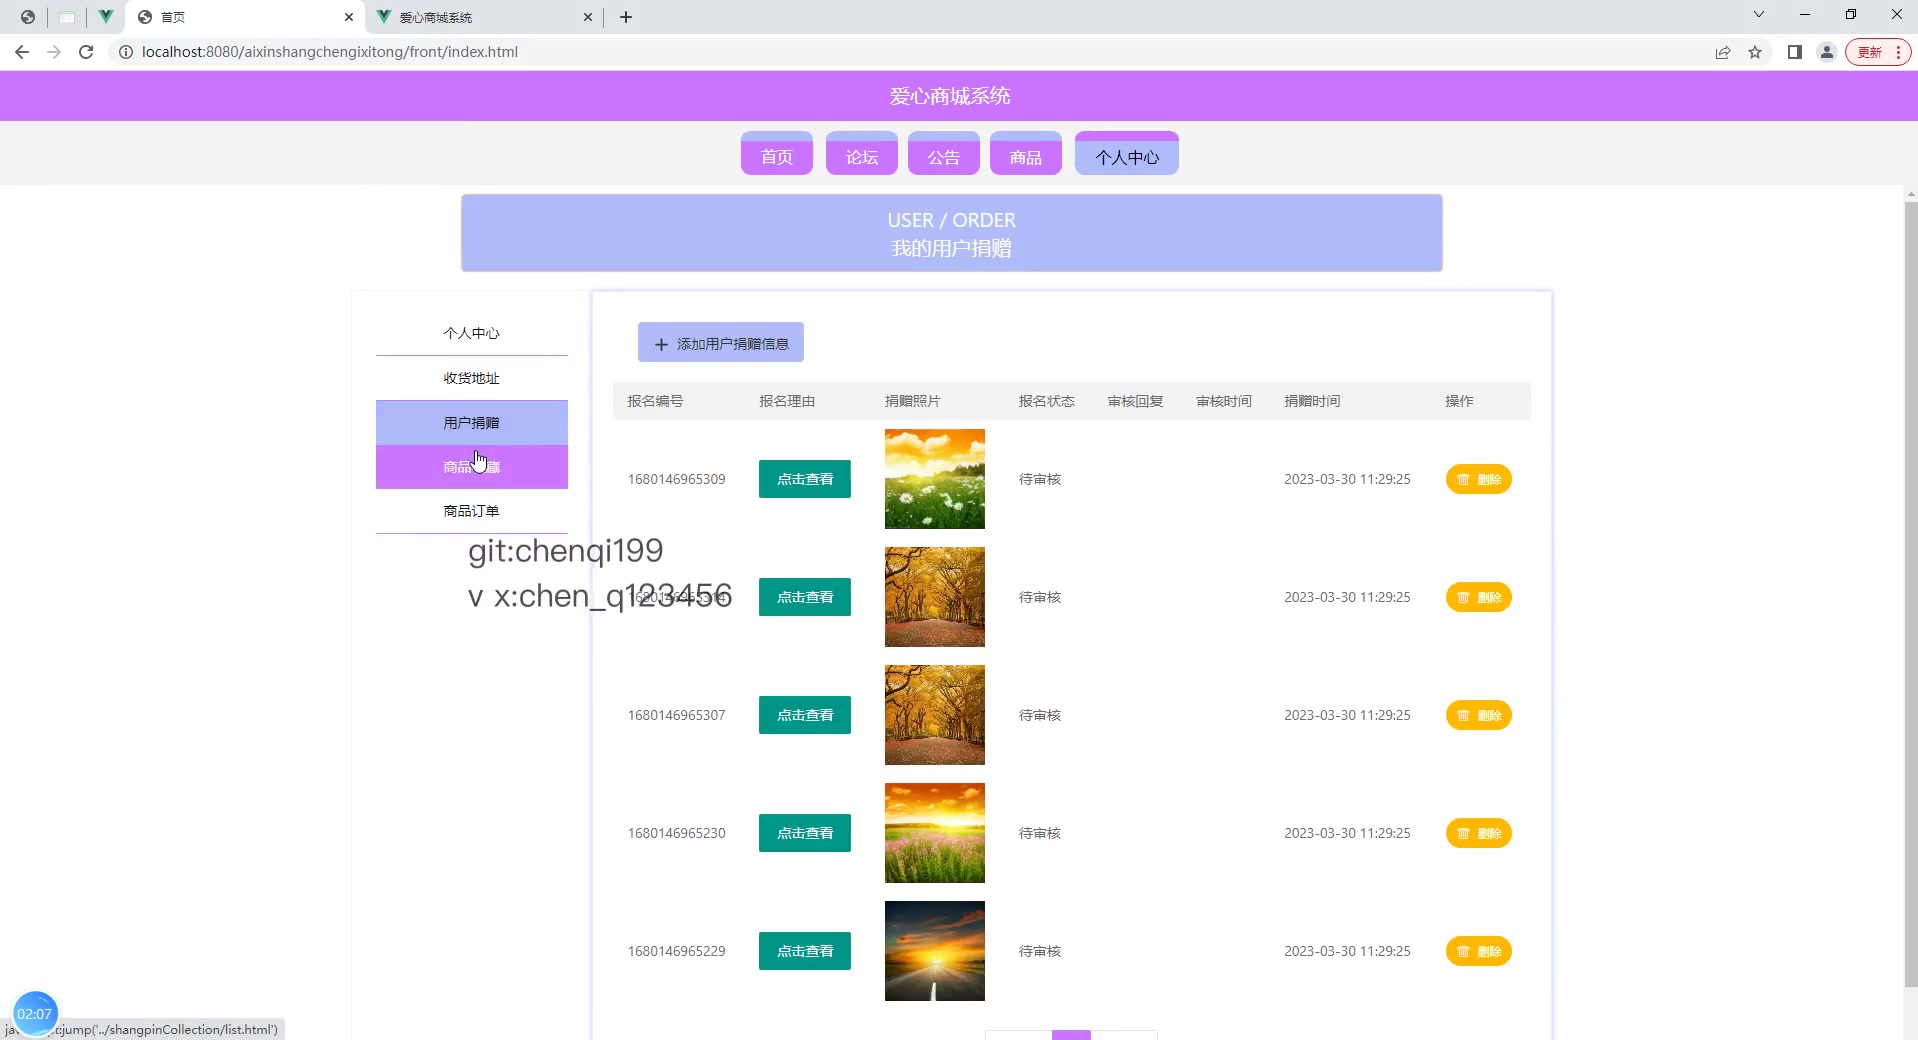 首页
爱心商城系统
localhost:8080/aixinshangchengixitong/front/index.html
更新
爱心商城系统
首页
论坛
公告
商品
个人中心
USER / ORDER
我的用户捐赠
个人中心
收货地址
用户捐赠
商品
商品订单
添加用户捐赠信息
报名编号 报名理由 捐赠照片 报名状态 审核回复 审核时间 捐赠时间 操作
1680146965309 点击查看 待审核 2023-03-30 11:29:25 删除
git:chenqi199
v x:chen_q123456
点击查看 待审核 2023-03-30 11:29:25 删除
1680146965307 点击查看 待审核 2023-03-30 11:29:25 删除
1680146965230 点击查看 待审核 2023-03-30 11:29:25 删除
1680146965229 点击查看 待审核 2023-03-30 11:29:25 删除
02:07
:jump('../shangpinCollection/list.html')